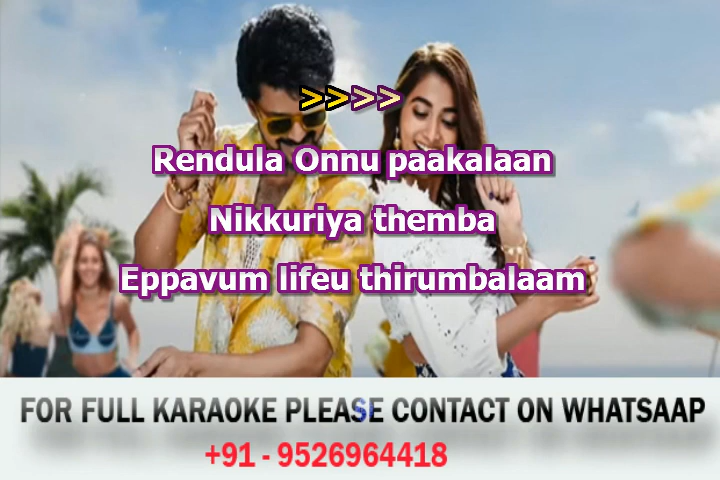 >>>>
Rendula Onnu paakalaan
Nikkuriya themba
Eppavum lifeu thirumbalaam
FOR FULL KARAOKE PLEASE CONTACT ON WHATSAAP
+91 - 9526964418